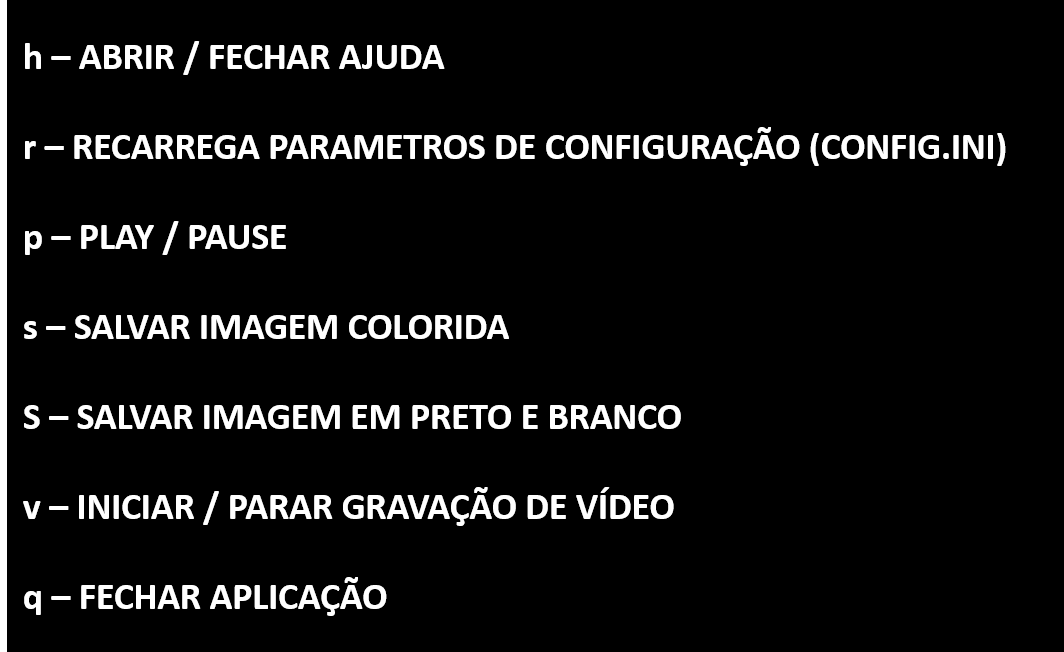 h – ABRIR / FECHAR AJUDA
r – RECARREGA PARAMETROS DE CONFIGURAÇÃO (CONFIG.INI)
p – PLAY / PAUSE
s – SALVAR IMAGEM COLORIDA
S – SALVAR IMAGEM EM PRETO E BRANCO
v – INICIAR / PARAR GRAVAÇÃO DE VÍDEO
q – FECHAR APLICAÇÃO